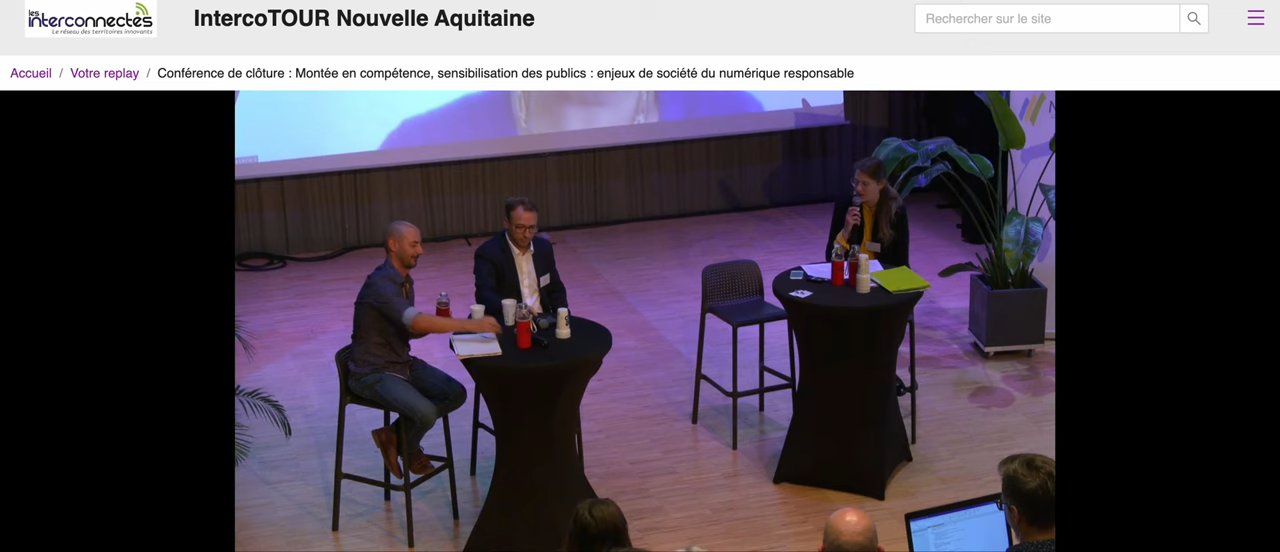 les
interconnectés
Le réseau des territoires innovants
IntercoTOUR Nouvelle Aquitaine
Rechercher sur le site
Accueil / Votre replay / Conférence de clôture : Montée en compétence, sensibilisation des publics : enjeux de société du numérique responsable